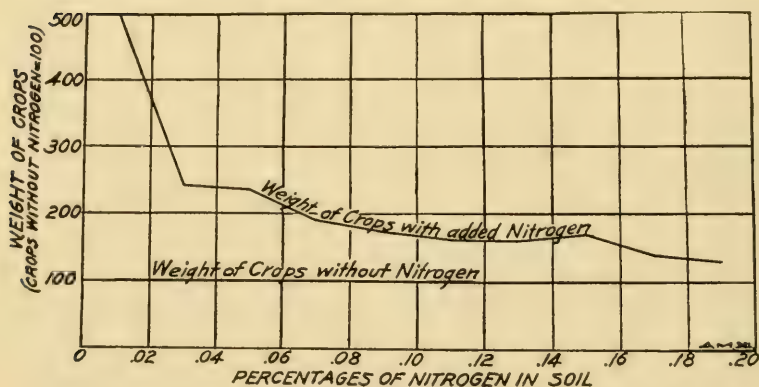 WEIGHT OF CROPS
(CROPS WITHOUT NITROGEN=100)
500
400
300
200
100
Weight of Crops with added Nitrogen
Weight of Crops without Nitrogen
0 .02 .04 .06 .08 .10 .12 .14 .16 .18 .20
PERCENTAGES OF NITROGEN IN SOIL